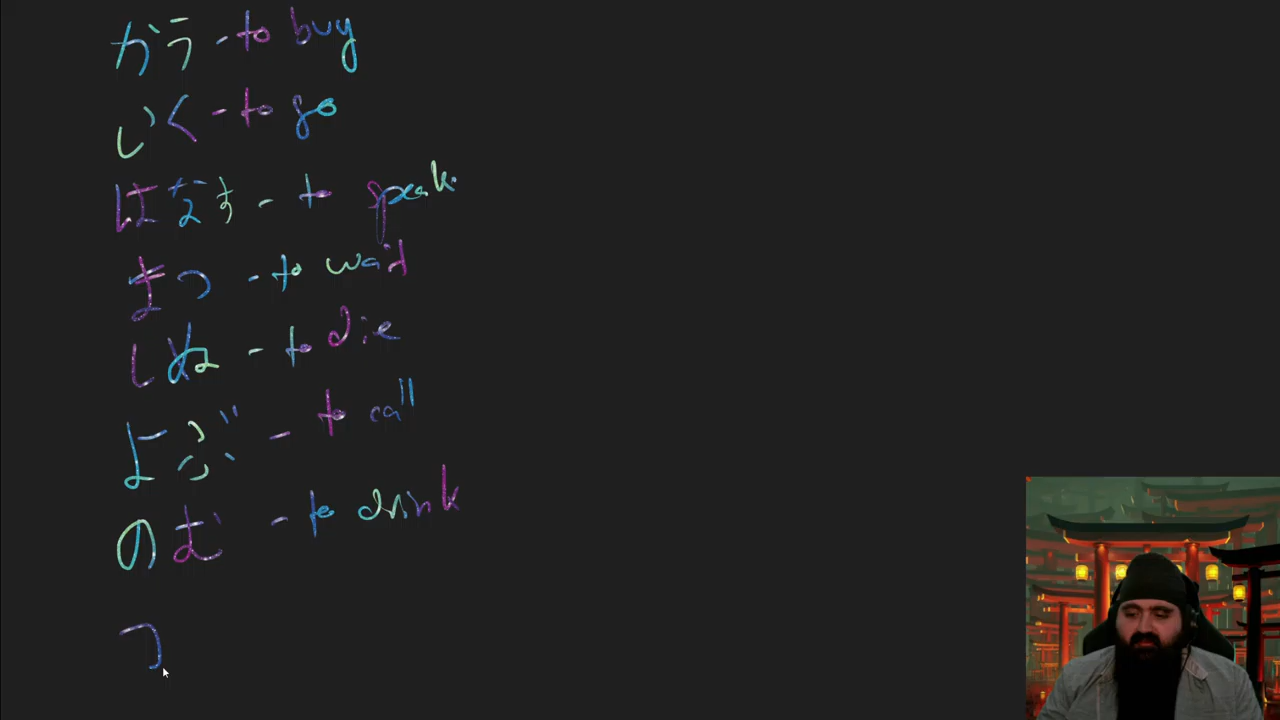 かう - to buy
いく - to go
はなす - to speak
まつ - to wait
しぬ - to die
よぶ - to call
のむ - to drink
つ